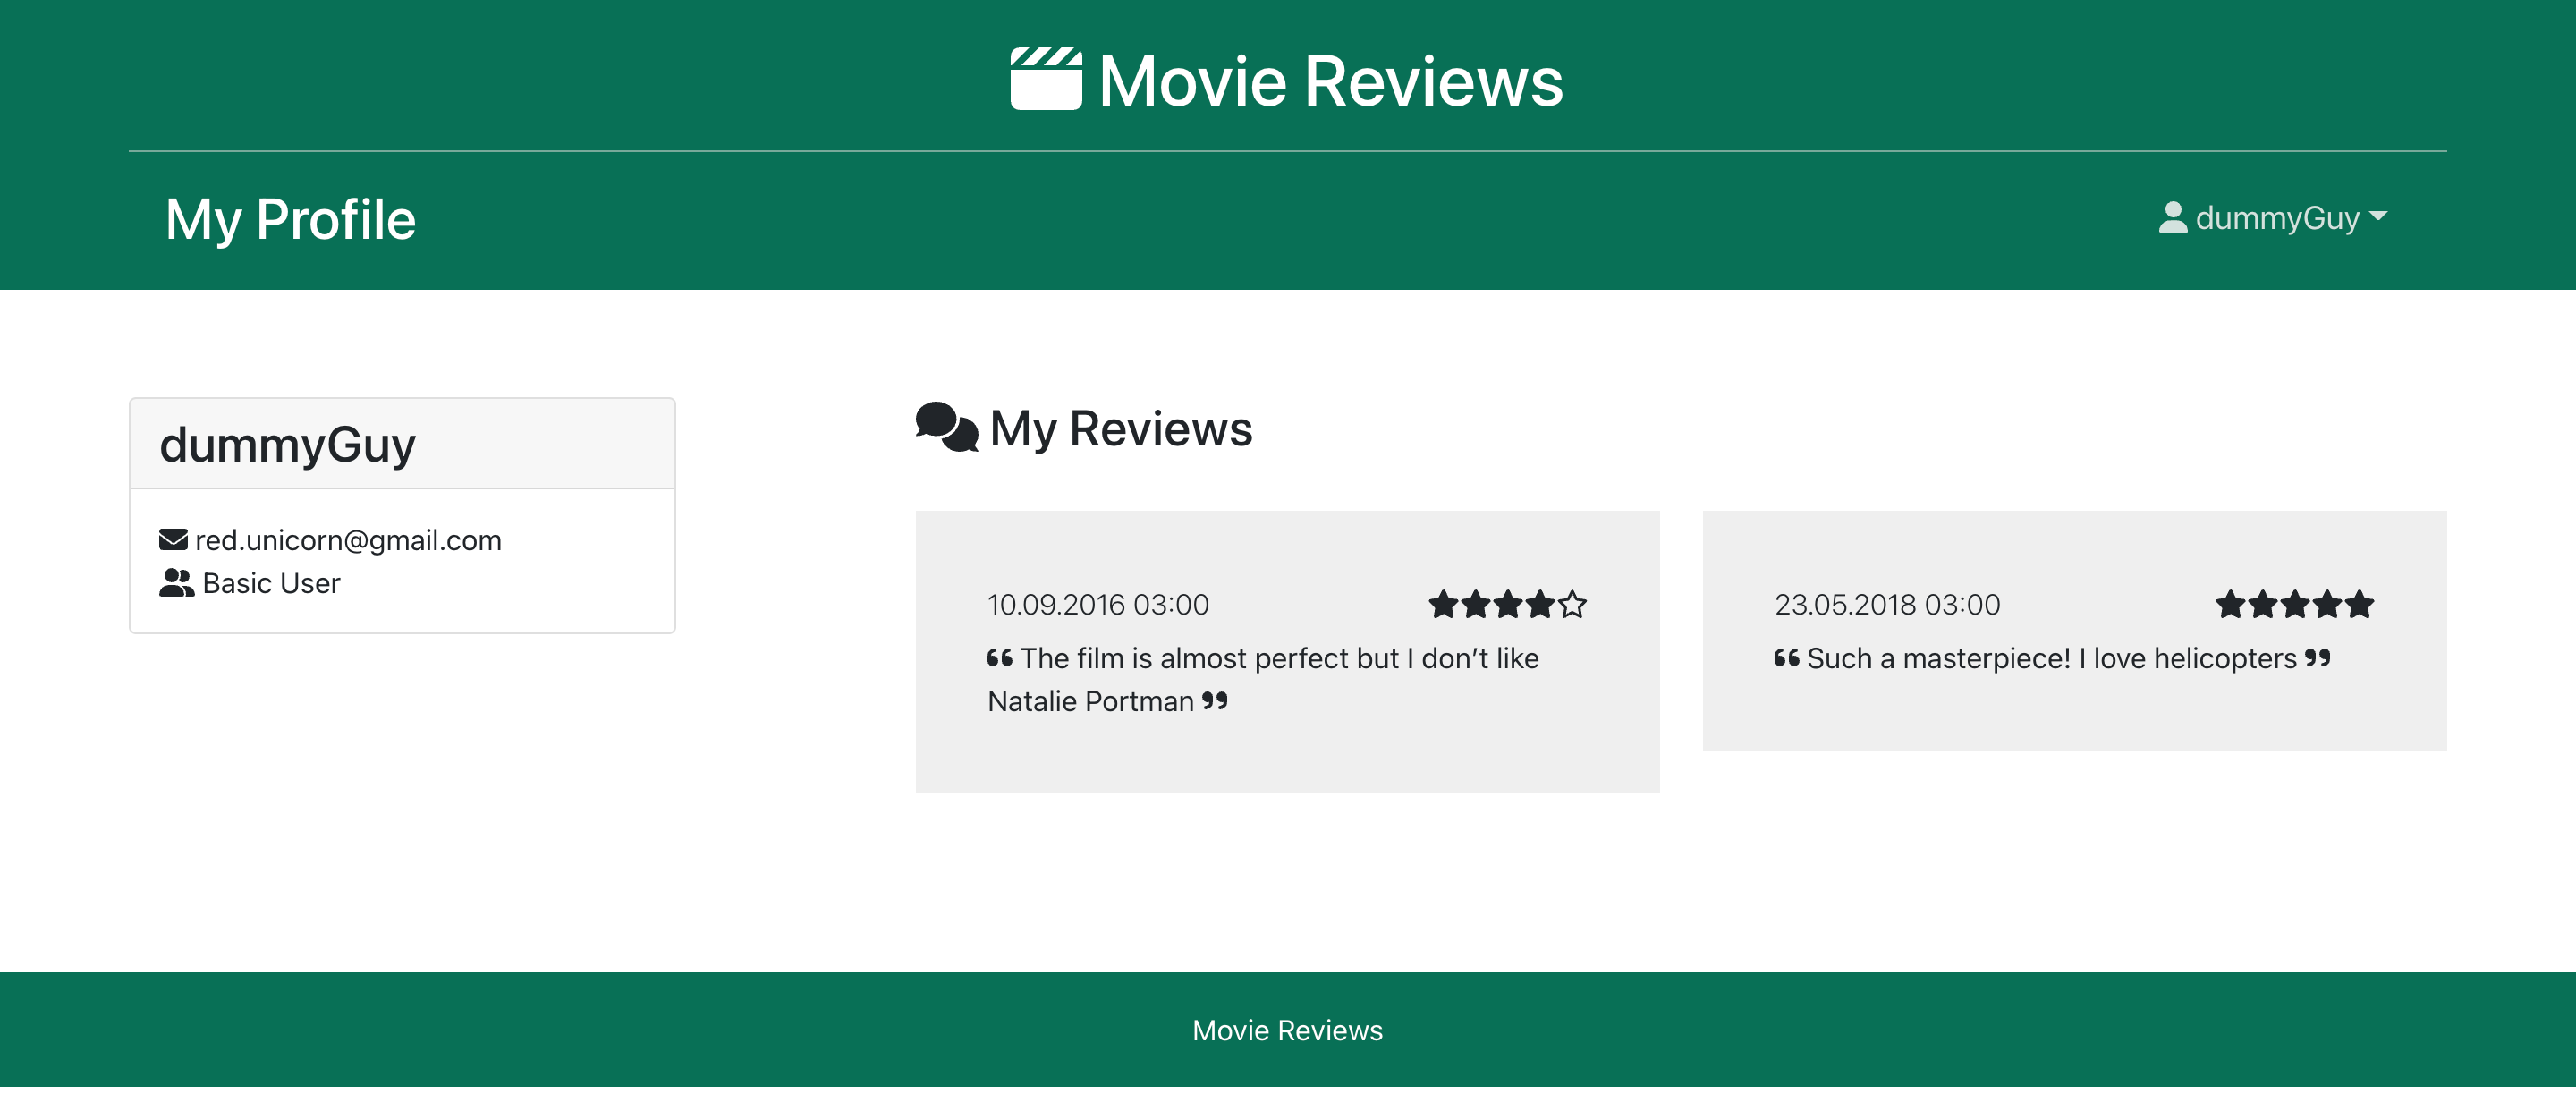 Movie Reviews
My Profile
dummyGuy
dummyGuy
red.unicorn@gmail.com
Basic User
My Reviews
10.09.2016 03:00
“ The film is almost perfect but I don’t like
Natalie Portman ”
23.05.2018 03:00
“ Such a masterpiece! I love helicopters ”
Movie Reviews